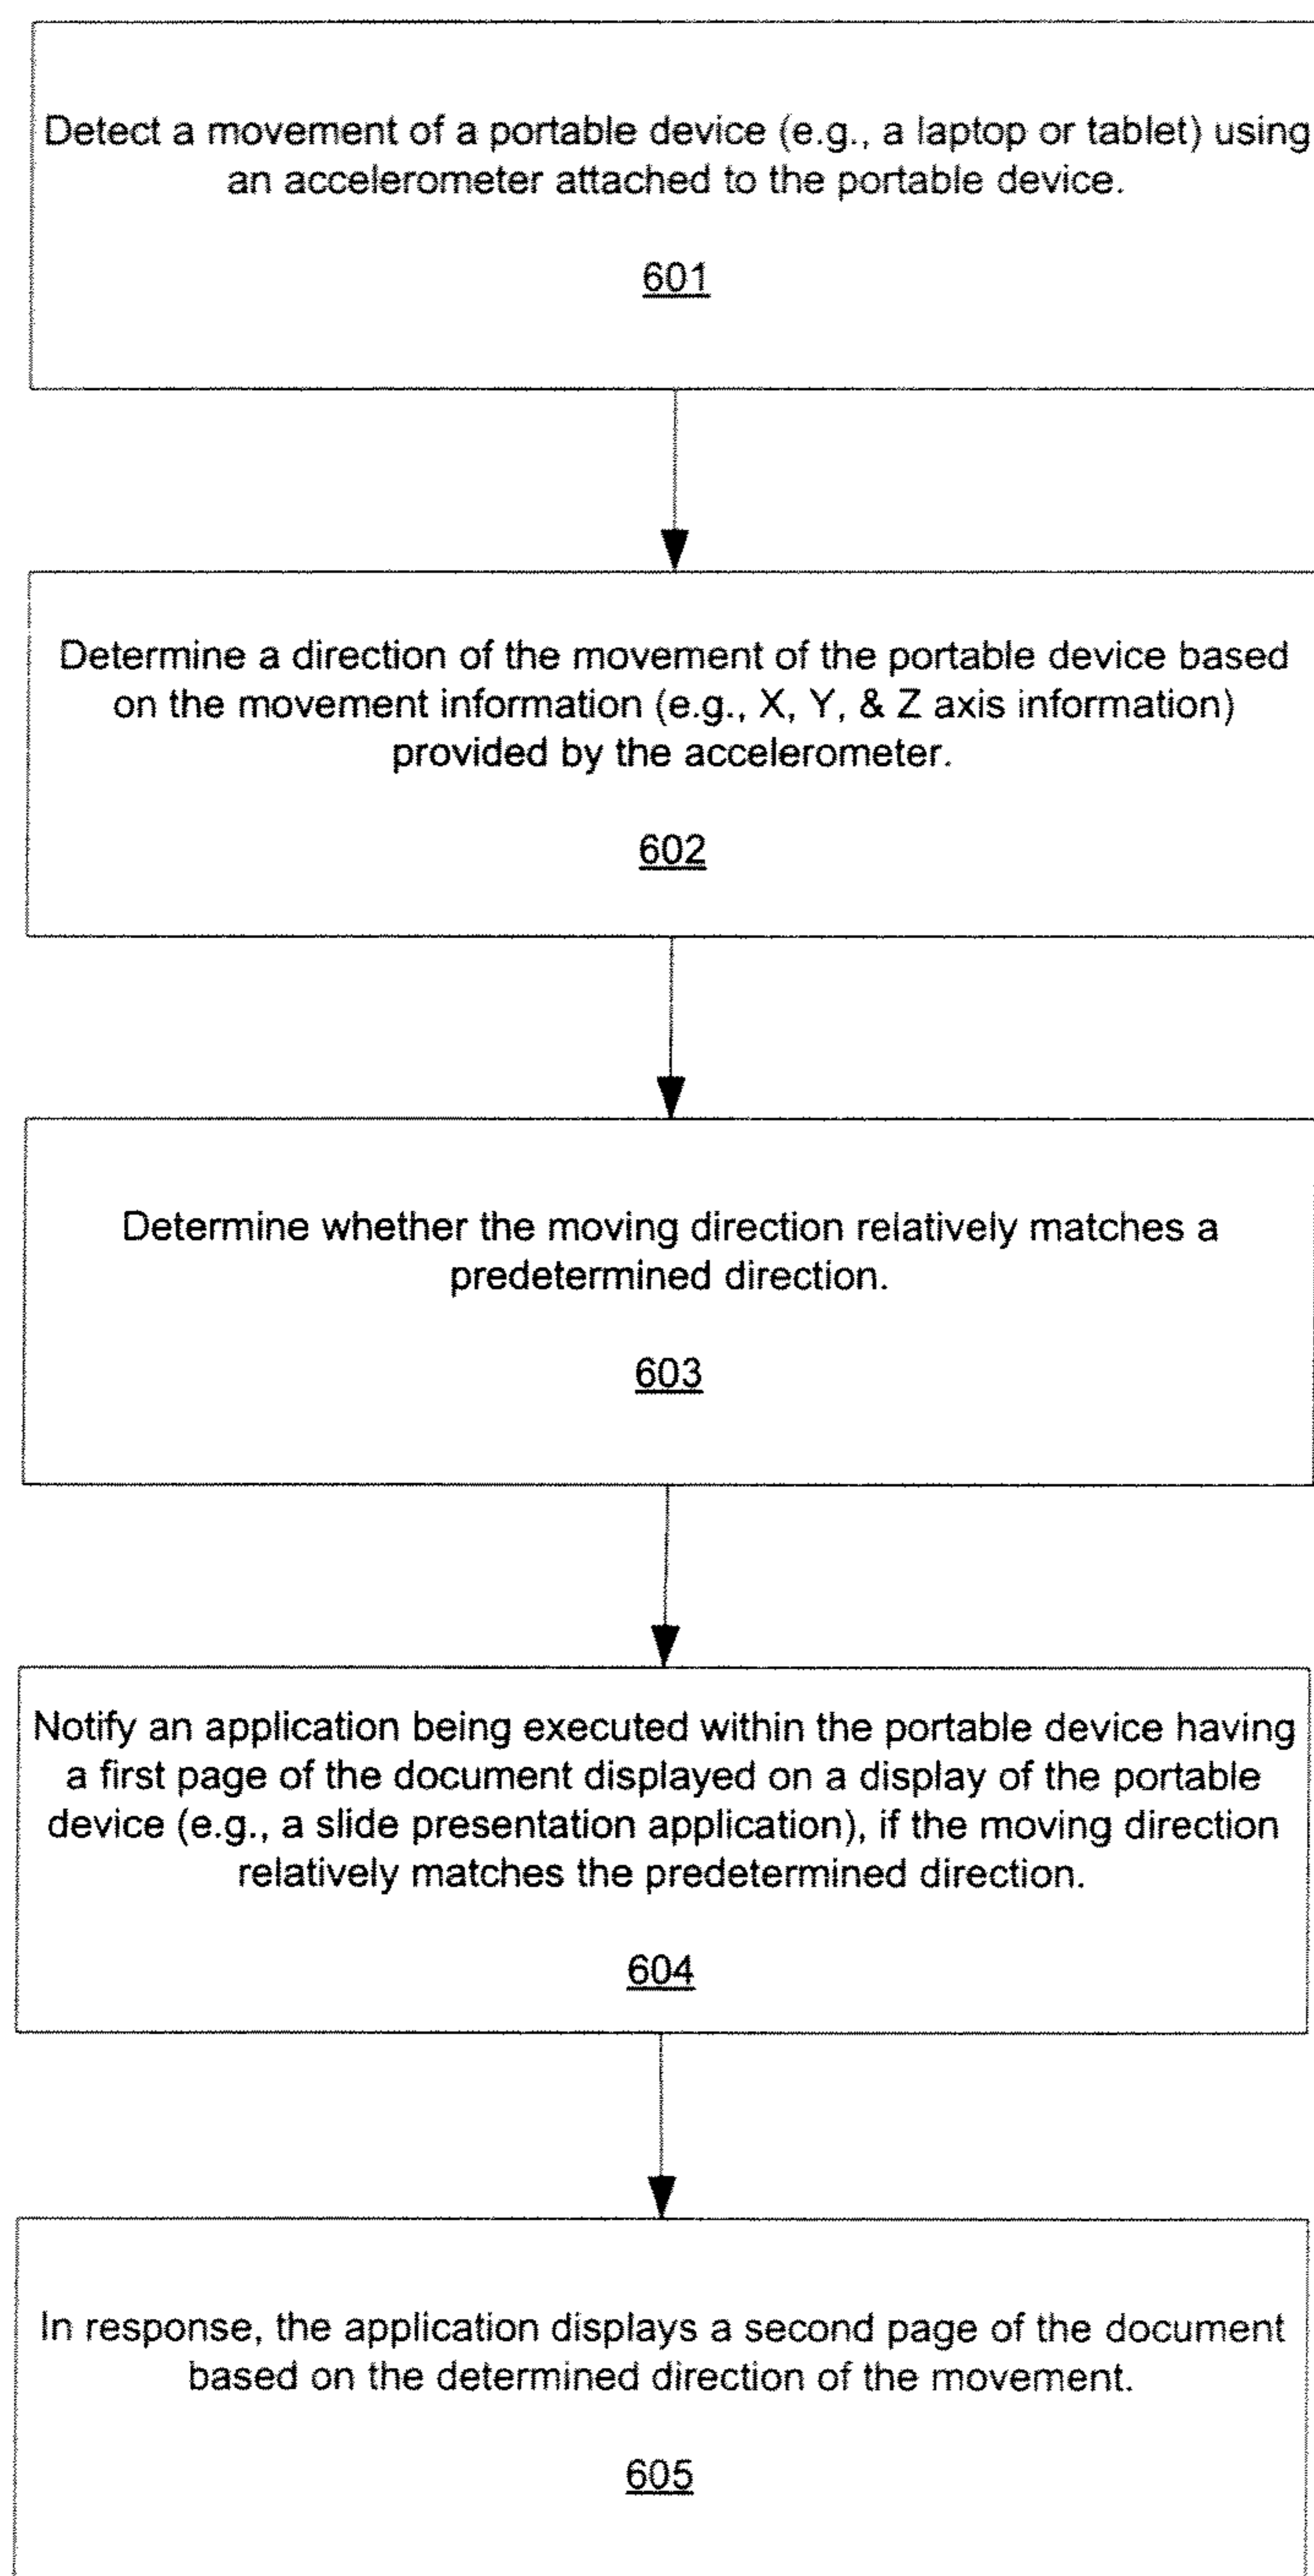 Detect a movement of a portable device (e.g., a laptop or tablet) using
an accelerometer attached to the portable device.
601
Determine a direction of the movement of the portable device based
on the movement information (e.g., X, Y, & Z axis information)
provided by the accelerometer.
602
Determine whether the moving direction relatively matches a
predetermined direction.
603
Notify an application being executed within the portable device having
a first page of the document displayed on a display of the portable
device (e.g., a slide presentation application), if the moving direction
relatively matches the predetermined direction.
604
In response, the application displays a second page of the document
based on the determined direction of the movement.
605